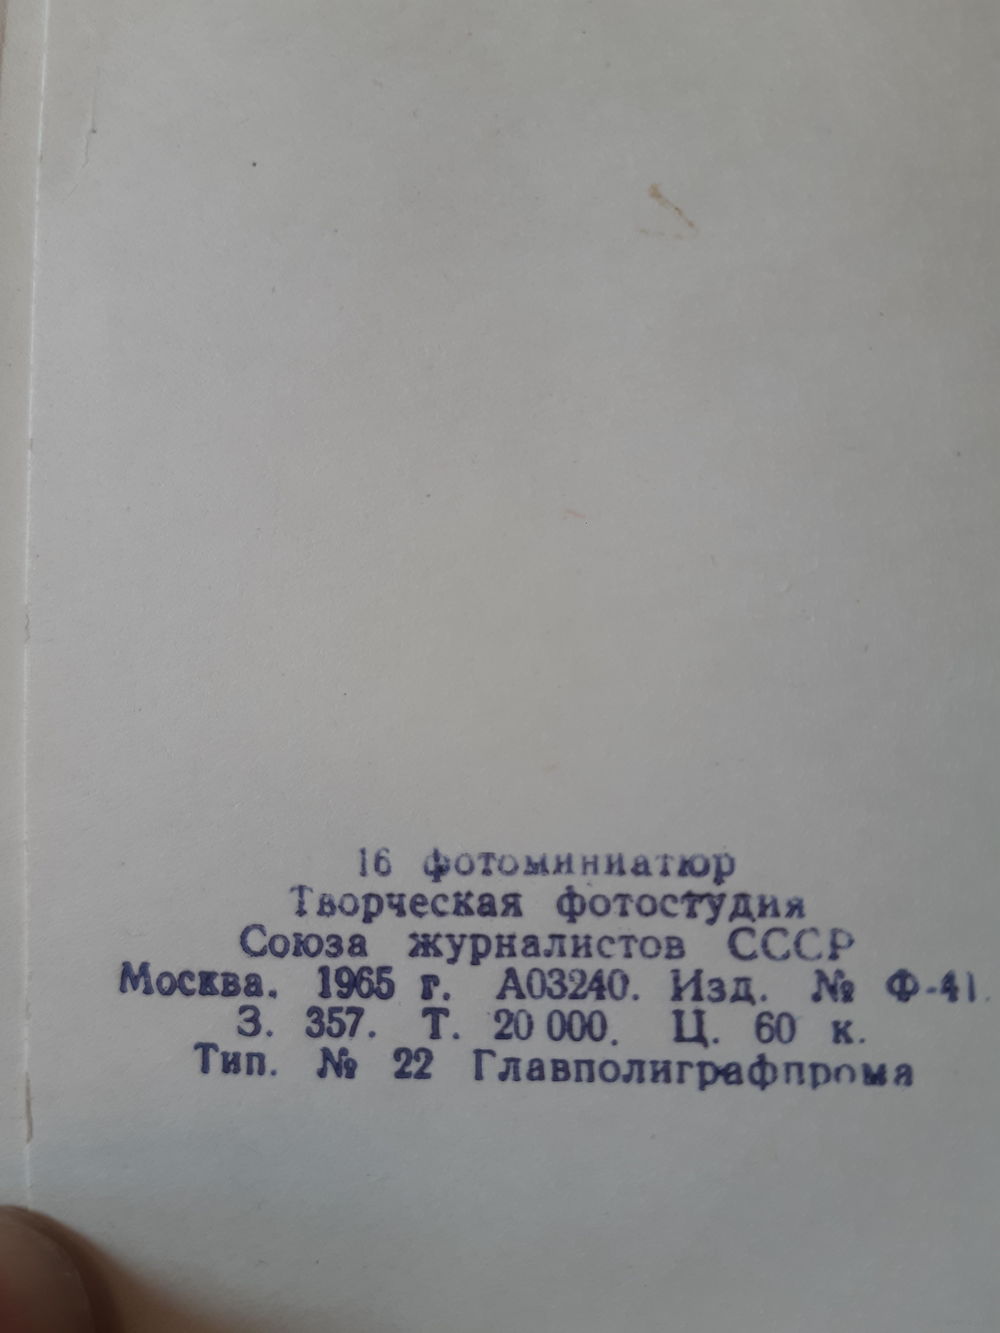 16 фотоминиатюр
Творческая фотостудия
Союза журналистов СССР
Москва. 1965 г. А03240. Изд. № Ф-41.
З. 357. Т. 20 000. Ц. 60 к.
Тип. № 22 Главполиграфпрома